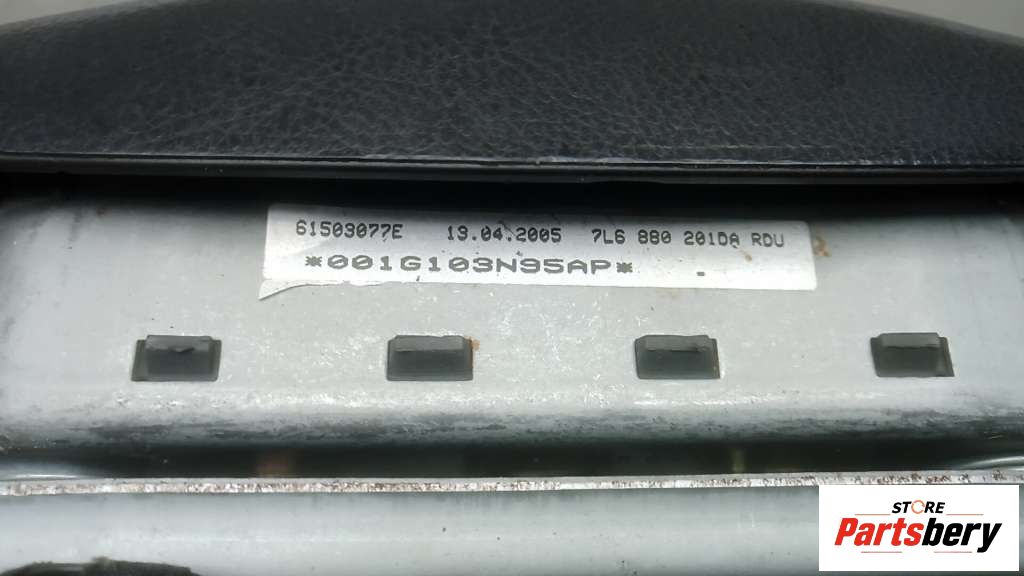 61503077E 19.04.2005 7L6 880 201DA RDU
*001G103N95AP*
STORE
Partsbery